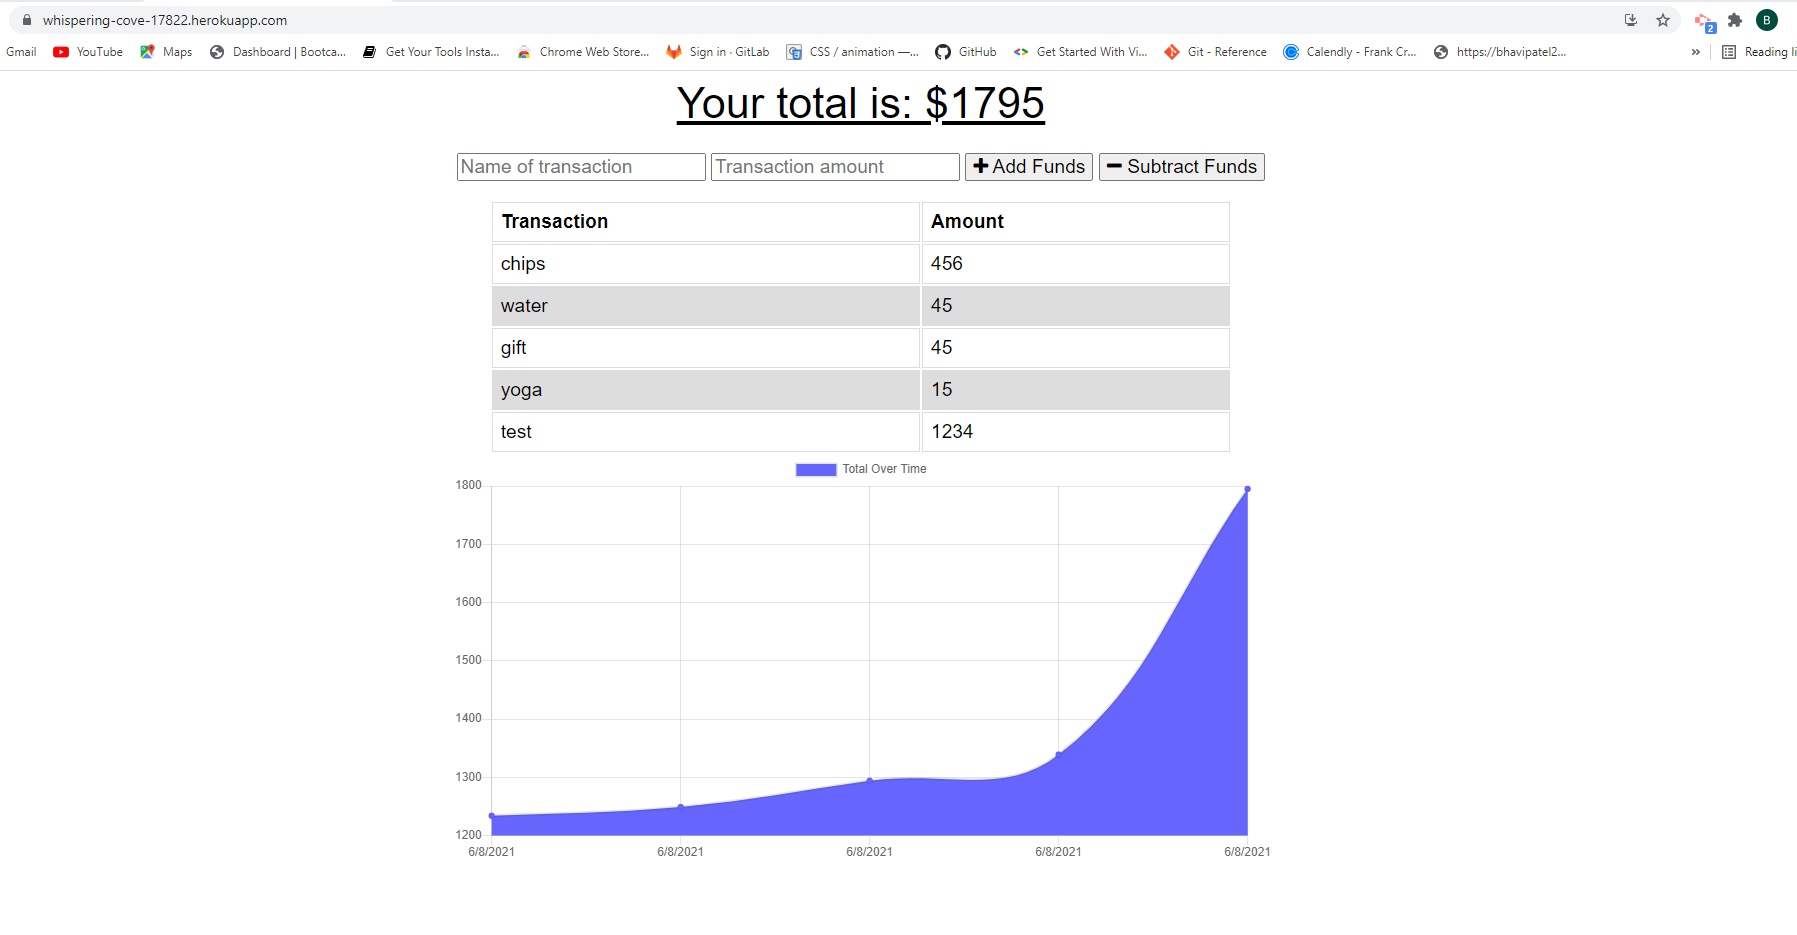 whispering-cove-17822.herokuapp.com
2
B
Gmail YouTube Maps Dashboard | Bootca... Get Your Tools Insta... Chrome Web Store... Sign in · GitLab CSS / animation —... GitHub Get Started With Vi... Git - Reference Calendly - Frank Cr... https://bhavipatel2... » Reading li
Your total is: $1795
Name of transaction Transaction amount Add Funds Subtract Funds
Transaction Amount
chips 456
water 45
gift 45
yoga 15
test 1234
Total Over Time
1800
1700
1600
1500
1400
1300
1200
6/8/2021 6/8/2021 6/8/2021 6/8/2021 6/8/2021